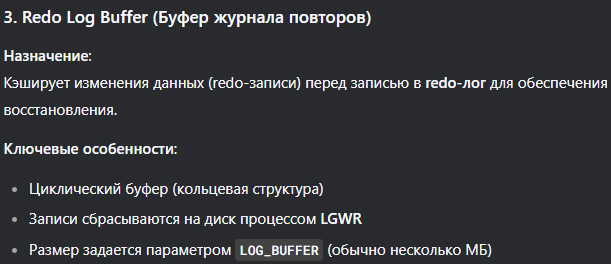 3. Redo Log Buffer (Буфер журнала повторов)
Назначение:
Кэширует изменения данных (redo-записи) перед записью в redo-лог для обеспечения
восстановления.
Ключевые особенности:
• Циклический буфер (кольцевая структура)
• Записи сбрасываются на диск процессом LGWR
• Размер задается параметром LOG_BUFFER (обычно несколько МБ)